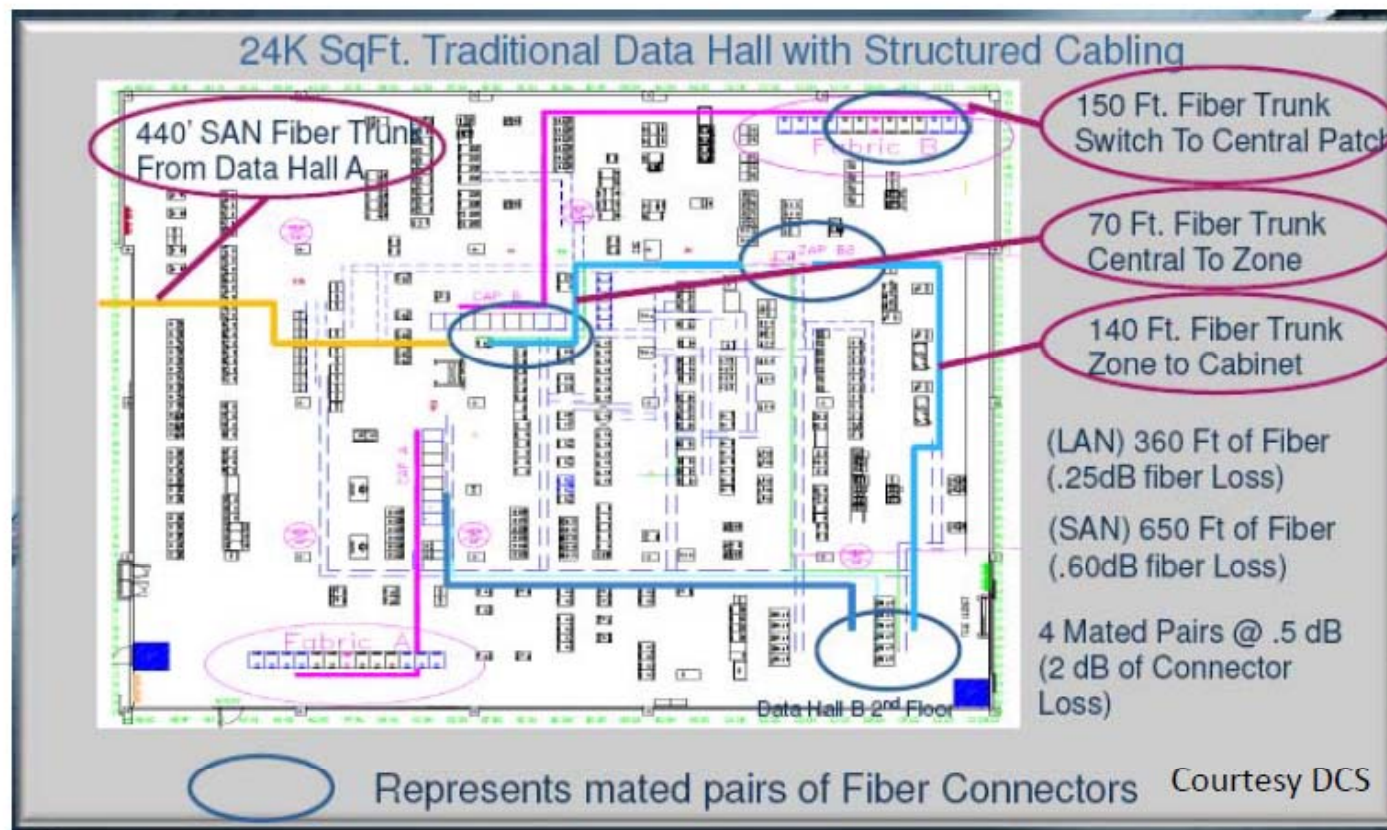 24K SqFt. Traditional Data Hall with Structured Cabling
440' SAN Fiber Trunk
From Data Hall A
150 Ft. Fiber Trunk
Switch To Central Patch
Fabric B
70 Ft. Fiber Trunk
Central To Zone
ZAP B2
CAP B
140 Ft. Fiber Trunk
Zone to Cabinet
CAP A
(LAN) 360 Ft of Fiber
(.25dB fiber Loss)
(SAN) 650 Ft of Fiber
(.60dB fiber Loss)
4 Mated Pairs @ .5 dB
(2 dB of Connector
Loss)
Fabric A
Data Hall B 2nd Floor
Represents mated pairs of Fiber Connectors
Courtesy DCS